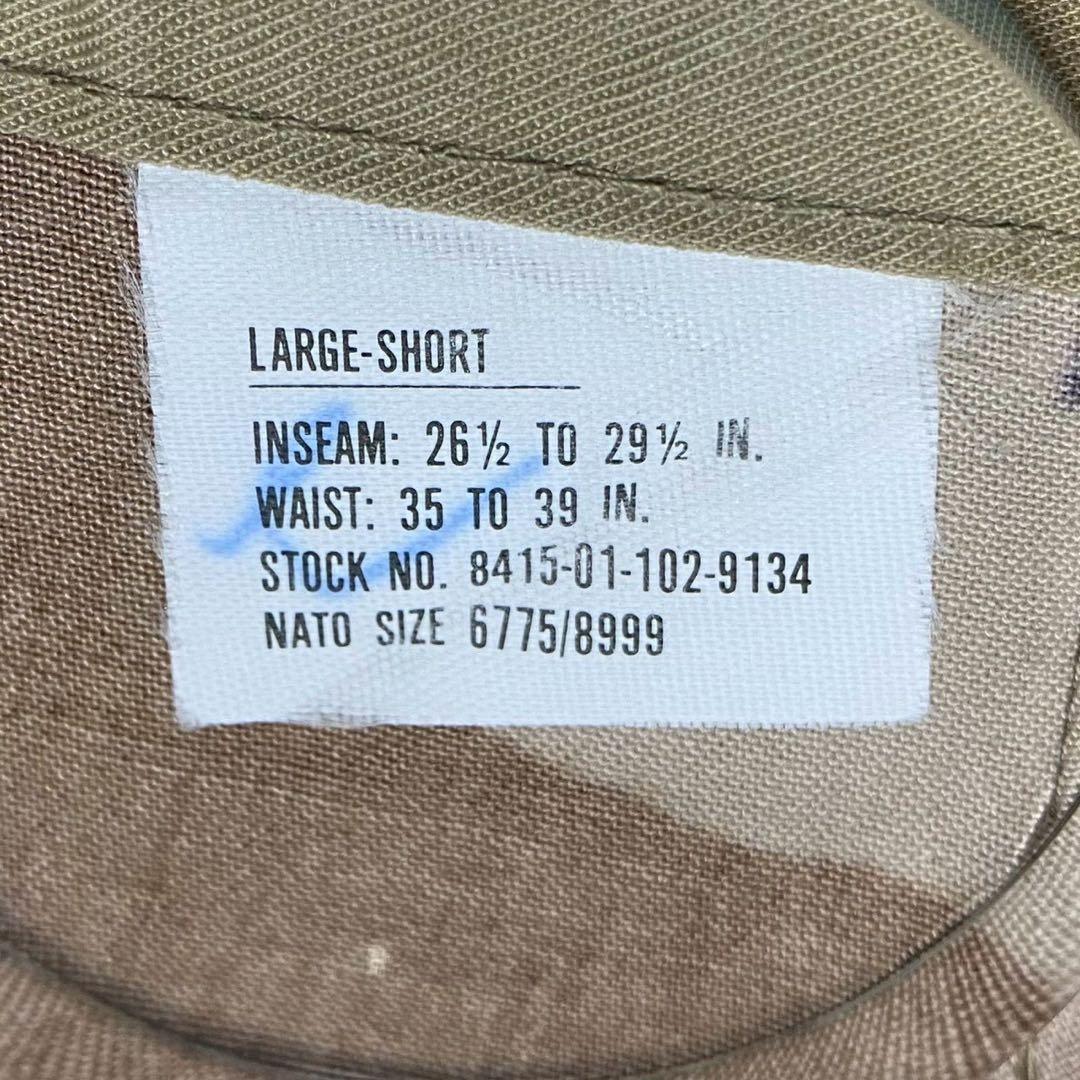 LARGE-SHORT
INSEAM: 26½ TO 29½ IN.
WAIST: 35 TO 39 IN.
STOCK NO. 8415-01-102-9134
NATO SIZE 6775/8999